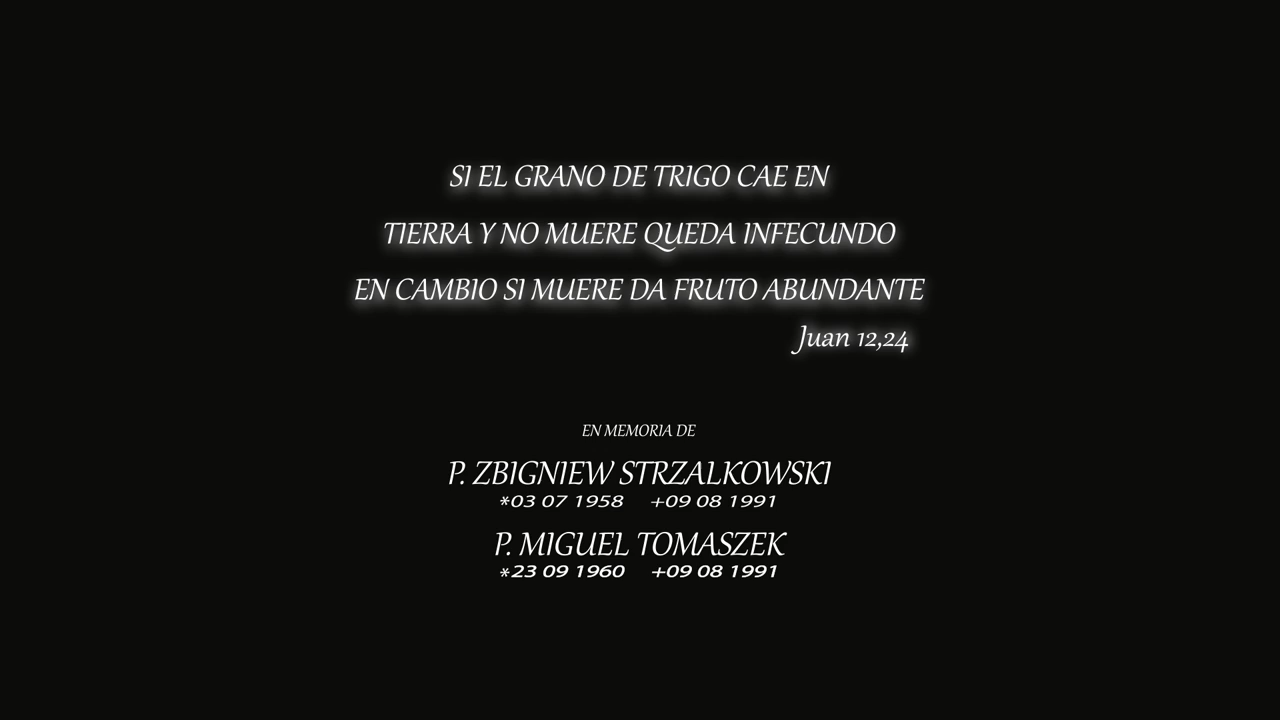 SI EL GRANO DE TRIGO CAE EN
TIERRA Y NO MUERE QUEDA INFECUNDO
EN CAMBIO SI MUERE DA FRUTO ABUNDANTE
Juan 12,24
EN MEMORIA DE
P. ZBIGNIEW STRZALKOWSKI
*03 07 1958 +09 08 1991
P. MIGUEL TOMASZEK
*23 09 1960 +09 08 1991